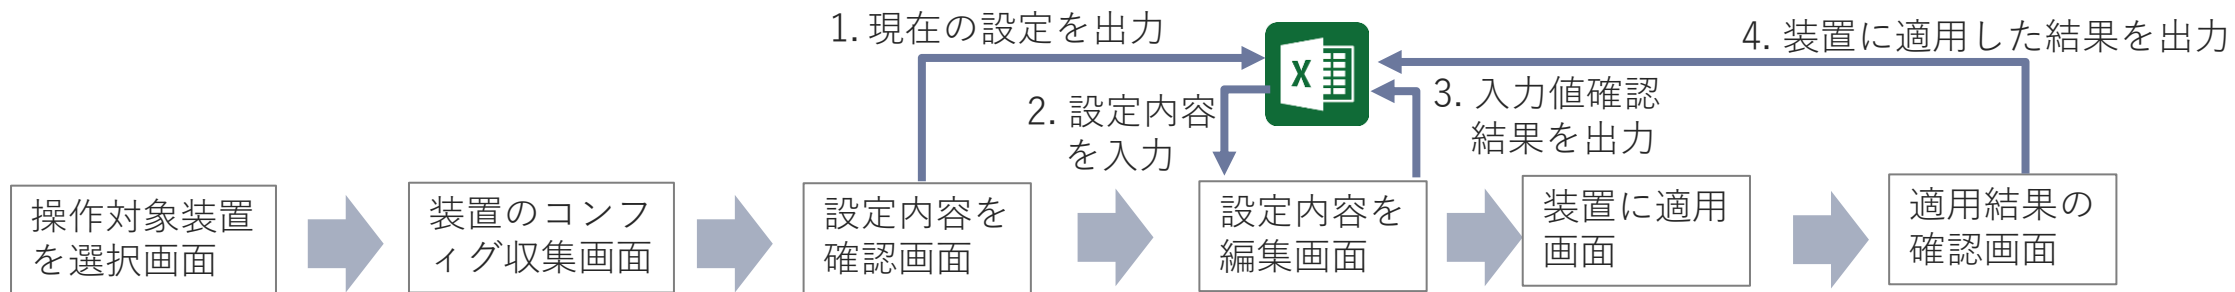 1. 現在の設定を出力
4. 装置に適用した結果を出力
X
2. 設定内容
を入力
3. 入力値確認
結果を出力
操作対象装置
を選択画面
装置のコンフ
ィグ収集画面
設定内容を
確認画面
設定内容を
編集画面
装置に適用
画面
適用結果の
確認画面